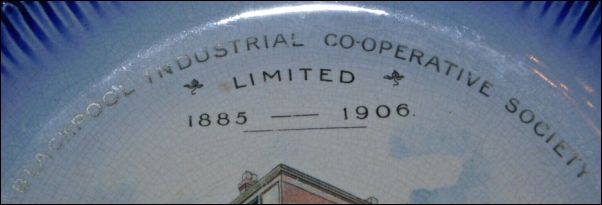 BLACKPOOL INDUSTRIAL CO-OPERATIVE SOCIETY
LIMITED
1885 — 1906.